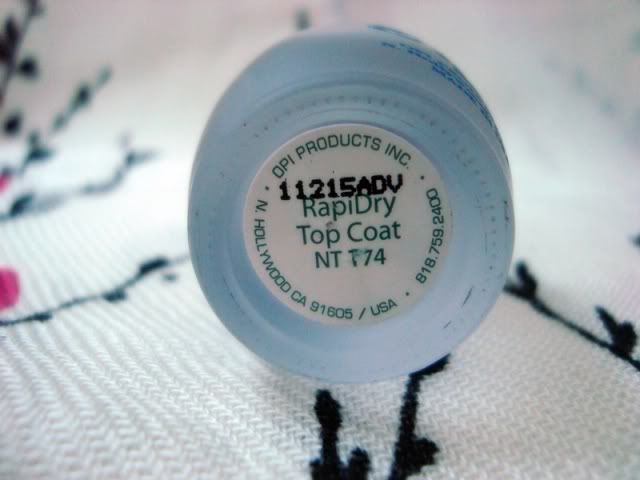 OPI PRODUCTS INC.
11215ADV
RapiDry
Top Coat
NT T74
N. HOLLYWOOD CA 91605 / USA
818.759.2400